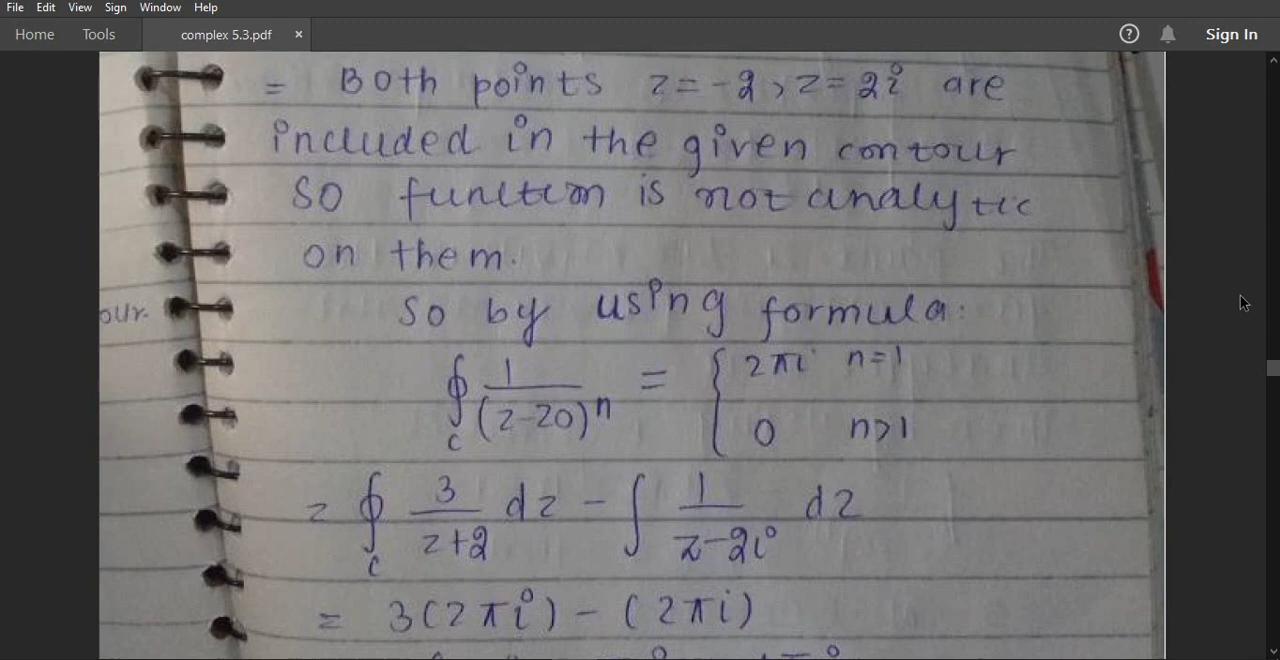 File Edit View Sign Window Help
Home Tools complex 5.3.pdf × ? Sign In
= Both points z=-2, z=2i are
included in the given contour
so function is not analytic
on them.
our.
so by using formula:
∮c 1/(z-z0)^n = { 2πi n=1
0 n>1
= ∮c 3/(z+2) dz - ∫ 1/(z-2i) dz
= 3(2πi) - (2πi)